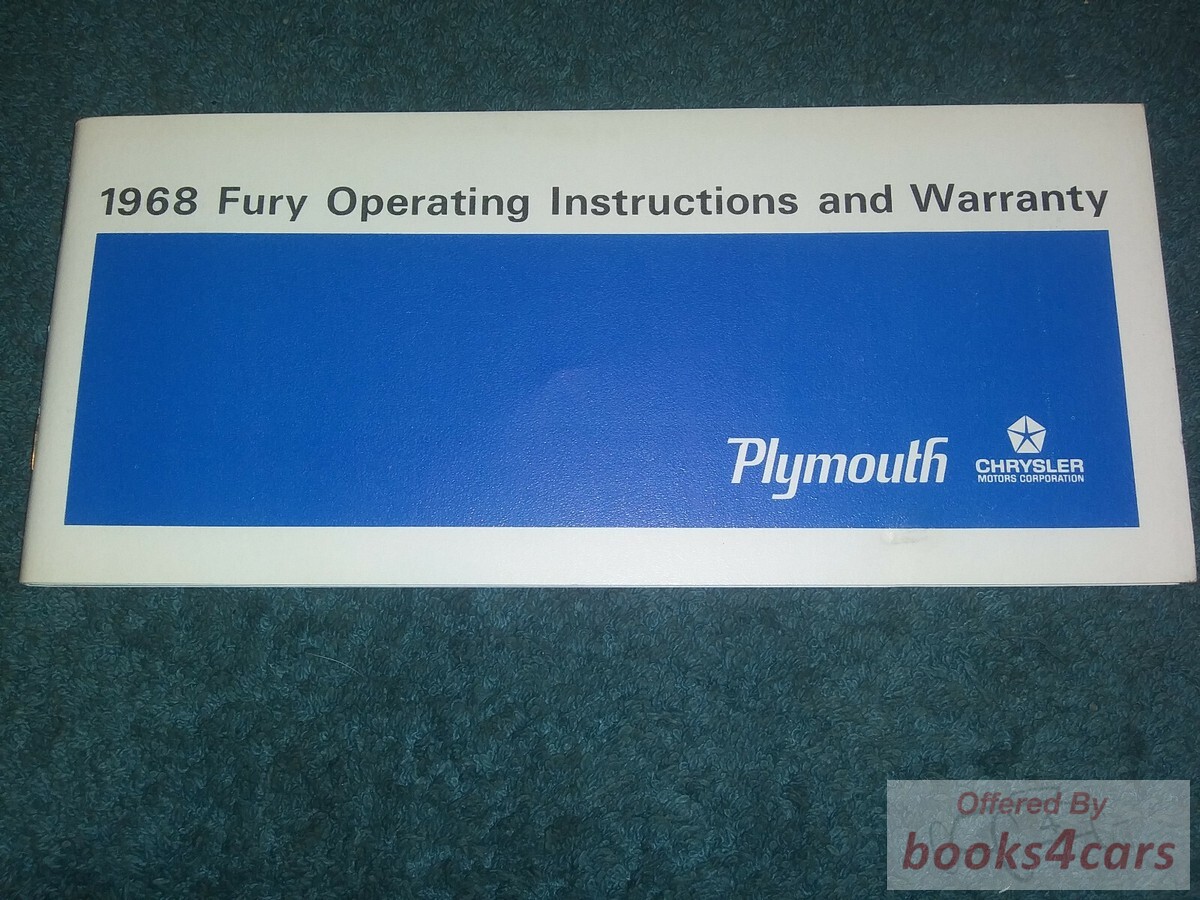 1968 Fury Operating Instructions and Warranty
Plymouth
CHRYSLER
MOTORS CORPORATION
Offered By
books4cars